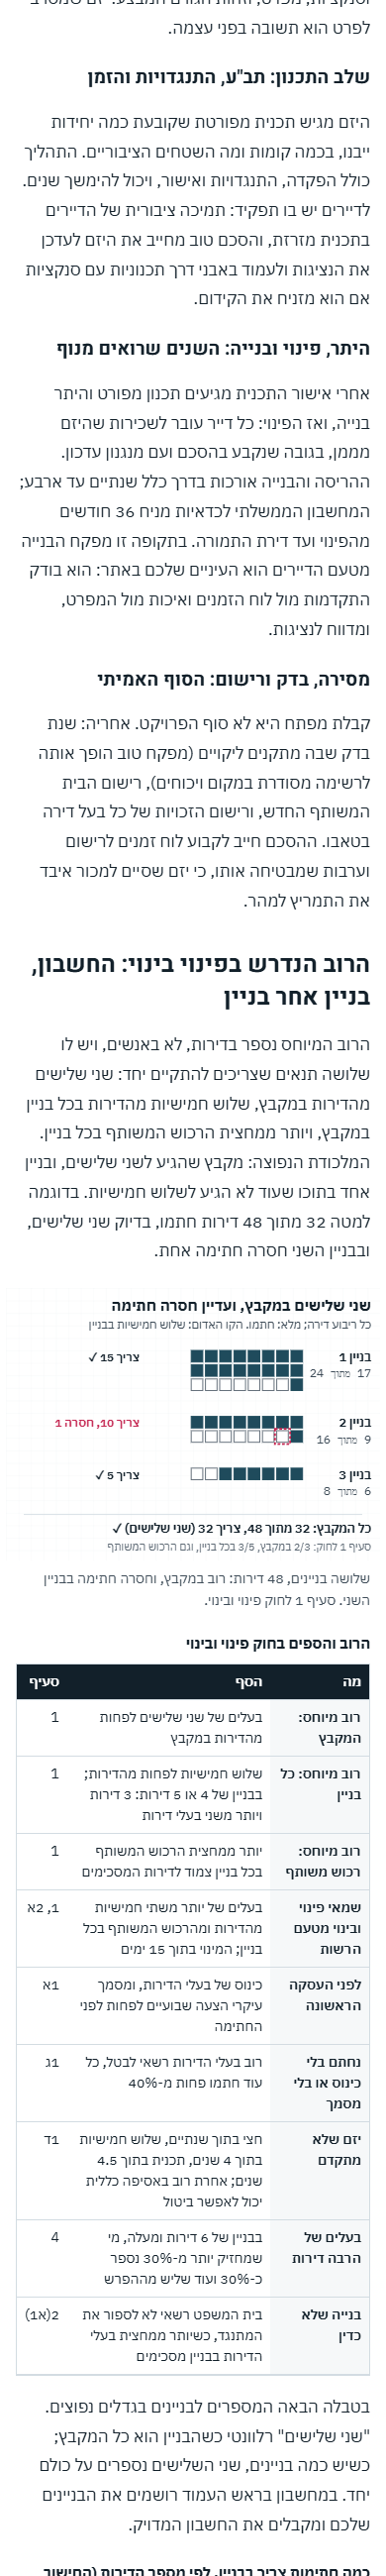 לפרט הוא תשובה בפני עצמה.
שלב התכנון: תב"ע, התנגדויות והזמן
היזם מגיש תכנית מפורטת שקובעת כמה יחידות
ייבנו, בכמה קומות ומה השטחים הציבוריים. התהליך
כולל הפקדה, התנגדויות ואישור, ויכול להימשך שנים.
לדיירים יש בו תפקיד: תמיכה ציבורית של הדיירים
בתכנית מזרזת, והסכם טוב מחייב את היזם לעדכן
את הנציגות ולעמוד באבני דרך תכנוניות עם סנקציות
אם הוא מזניח את הקידום.
היתר, פינוי ובנייה: השנים שרואים מנוף
אחרי אישור התכנית מגיעים תכנון מפורט והיתר
בנייה, ואז הפינוי: כל דייר עובר לשכירות שהיזם
מממן, בגובה שנקבע בהסכם ועם מנגנון עדכון.
ההריסה והבנייה אורכות בדרך כלל שנתיים עד ארבע;
המחשבון הממשלתי לכדאיות מניח 36 חודשים
מהפינוי ועד דירת התמורה. בתקופה זו מפקח הבנייה
מטעם הדיירים הוא העיניים שלכם באתר: הוא בודק
התקדמות מול לוח הזמנים ואיכות מול המפרט,
ומדווח לנציגות.
מסירה, בדק ורישום: הסוף האמיתי
קבלת מפתח היא לא סוף הפרויקט. אחריה: שנת
בדק שבה מתקנים ליקויים (מפקח טוב הופך אותה
לרשימה מסודרת במקום ויכוחים), רישום הבית
המשותף החדש, ורישום הזכויות של כל בעל דירה
בטאבו. ההסכם חייב לקבוע לוח זמנים לרישום
וערבות שמבטיחה אותו, כי יזם שסיים למכור איבד
את התמריץ למהר.
הרוב הנדרש בפינוי בינוי: החשבון,
בניין אחר בניין
הרוב המיוחס נספר בדירות, לא באנשים, ויש לו
שלושה תנאים שצריכים להתקיים יחד: שני שלישים
מהדירות במקבץ, שלוש חמישיות מהדירות בכל בניין
במקבץ, ויותר ממחצית הרכוש המשותף בכל בניין.
המלכודת הנפוצה: מקבץ שהגיע לשני שלישים, ובניין
אחד בתוכו שעוד לא הגיע לשלוש חמישיות. בדוגמה
למטה 32 מתוך 48 דירות חתמו, בדיוק שני שלישים,
ובבניין השני חסרה חתימה אחת.
שני שלישים במקבץ, ועדיין חסרה חתימה
כל ריבוע דירה; מלא: חתמו. הקו האדום: שלוש חמישיות בבניין
בניין 1 צריך 15 ✓
17 מתוך 24
בניין 2 צריך 10, חסרה 1
9 מתוך 16
בניין 3 צריך 5 ✓
6 מתוך 8
כל המקבץ: 32 מתוך 48, צריך 32 (שני שלישים) ✓
סעיף 1 לחוק: 2/3 במקבץ, 3/5 בכל בניין, וגם הרכוש המשותף
שלושה בניינים, 48 דירות: רוב במקבץ, וחסרה חתימה בבניין
השני. סעיף 1 לחוק פינוי ובינוי.
הרוב והספים בחוק פינוי ובינוי
מה הסף סעיף
רוב מיוחס: בעלים של שני שלישים לפחות 1
המקבץ מהדירות במקבץ
רוב מיוחס: כל שלוש חמישיות לפחות מהדירות; 1
בניין בבניין של 4 או 5 דירות: 3 דירות
ויותר משני בעלי דירות
רוב מיוחס: יותר ממחצית הרכוש המשותף 1
רכוש משותף בכל בניין צמוד לדירות המסכימים
שמאי פינוי בעלים של יותר משתי חמישיות 1, 2א
ובינוי מטעם מהדירות ומהרכוש המשותף בכל
הרשות בניין; המינוי בתוך 15 ימים
לפני העסקה כינוס של בעלי הדירות, ומסמך 1א
הראשונה עיקרי הצעה שבועיים לפחות לפני
החתימה
נחתם בלי רוב בעלי הדירות רשאי לבטל, כל 1ג
כינוס או בלי עוד חתמו פחות מ-40%
מסמך
יזם שלא חצי בתוך שנתיים, שלוש חמישיות 1ד
מתקדם בתוך 4 שנים, תכנית בתוך 4.5
שנים; אחרת רוב באסיפה כללית
יכול לאפשר ביטול
בעלים של בבניין של 6 דירות ומעלה, מי 4
הרבה דירות שמחזיק יותר מ-30% נספר
כ-30% ועוד שליש מההפרש
בנייה שלא בית המשפט רשאי לא לספור את 2(א1)
כדין המתנגד, כשיותר ממחצית בעלי
הדירות בבניין מסכימים
בטבלה הבאה המספרים לבניינים בגדלים נפוצים.
"שני שלישים" רלוונטי כשהבניין הוא כל המקבץ;
כשיש כמה בניינים, שני השלישים נספרים על כולם
יחד. במחשבון בראש העמוד רושמים את הבניינים
שלכם ומקבלים את החשבון המדויק.
כמה חתימות צריך בבניין, לפי מספר הדירות (החישוב